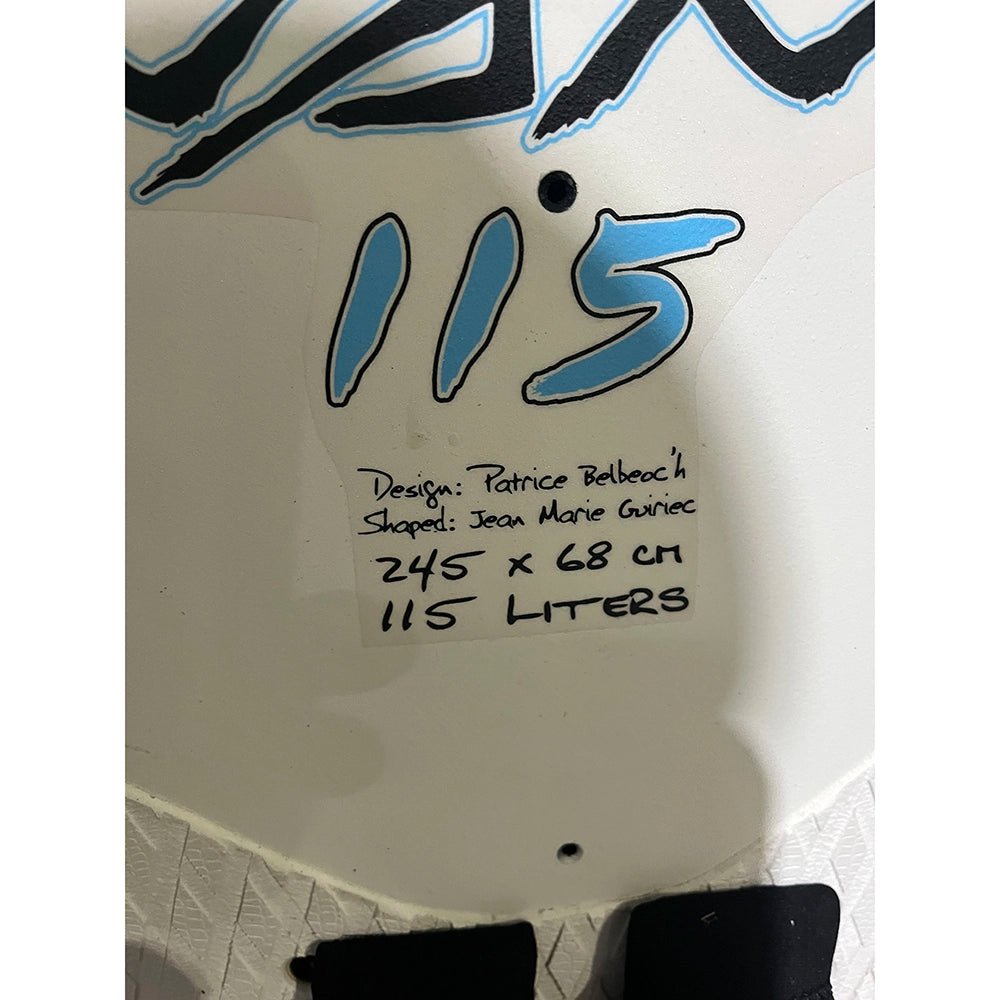 115
Design: Patrice Belbeoc'h
Shaped: Jean Marie Guiriec
245 x 68 CM
115 LITERS